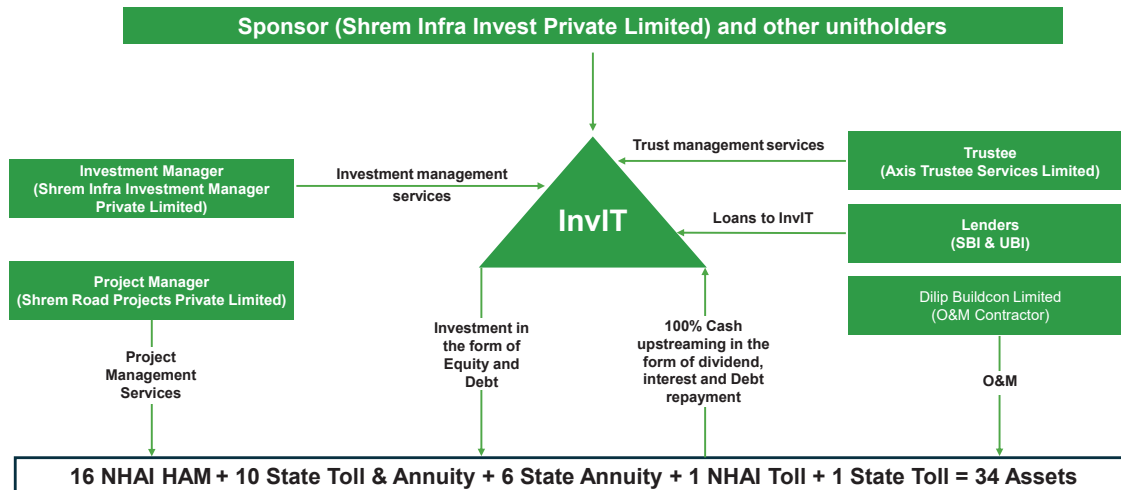 Sponsor (Shrem Infra Invest Private Limited) and other unitholders
Investment Manager
(Shrem Infra Investment Manager
Private Limited)
Investment management
services
InvIT
Trust management services
Trustee
(Axis Trustee Services Limited)
Loans to InvIT
Lenders
(SBI & UBI)
Project Manager
(Shrem Road Projects Private Limited)
Dilip Buildcon Limited
(O&M Contractor)
Project
Management
Services
Investment in
the form of
Equity and
Debt
100% Cash
upstreaming in the
form of dividend,
interest and Debt
repayment
O&M
16 NHAI HAM + 10 State Toll & Annuity + 6 State Annuity + 1 NHAI Toll + 1 State Toll = 34 Assets